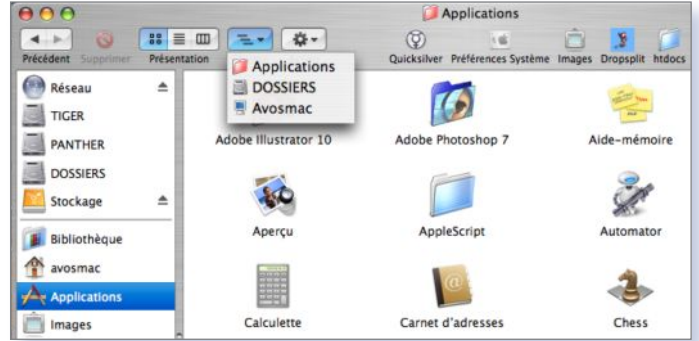 Applications
Précédent Supprimer Présentation Quicksilver Préférences Système Images Dropsplit htdocs
Applications
DOSSIERS
Avosmac
Réseau
TIGER
PANTHER
DOSSIERS
Stockage
Bibliothèque
avosmac
Applications
Images
Adobe Illustrator 10 Adobe Photoshop 7 Aide-mémoire
Aperçu AppleScript Automator
Calculette Carnet d'adresses Chess